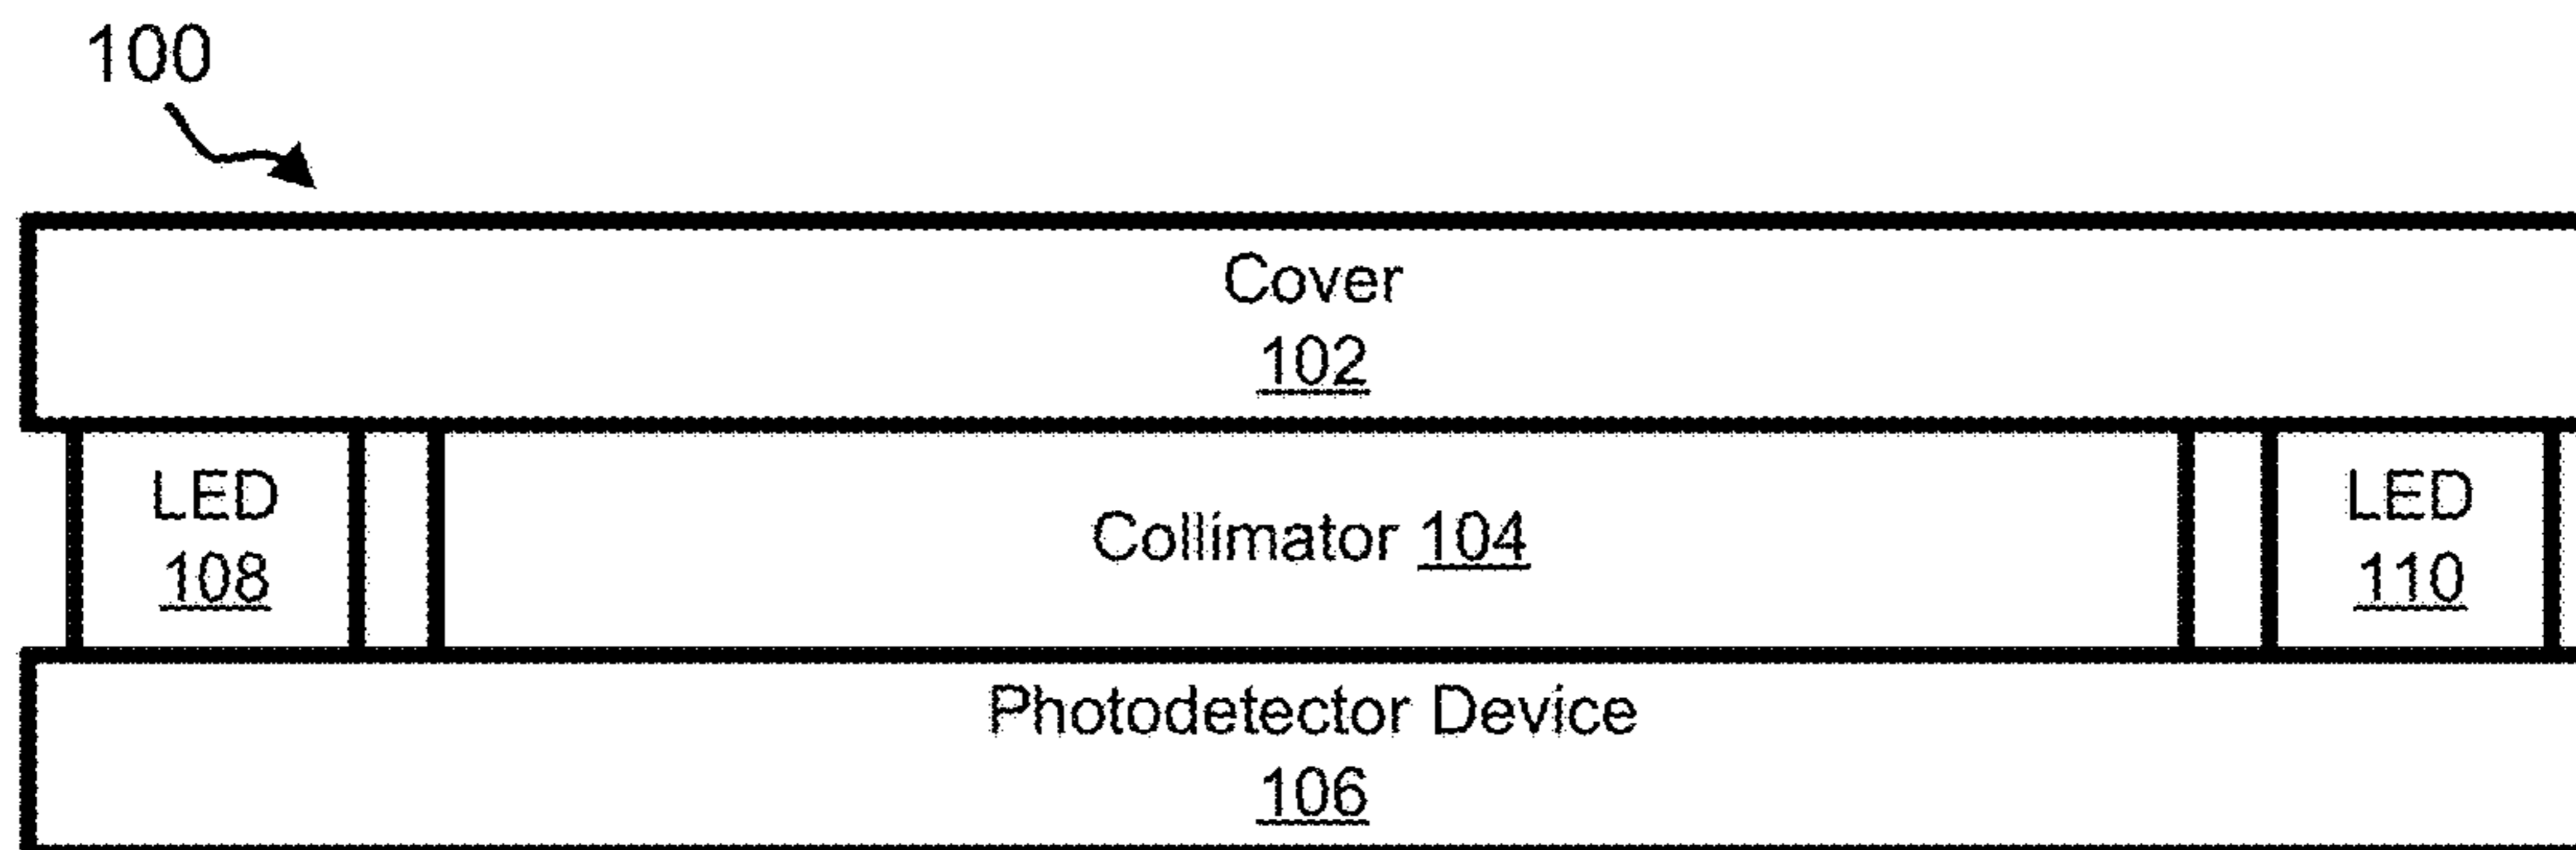 100
Cover
102
LED
108
Collimator 104
LED
110
Photodetector Device
106